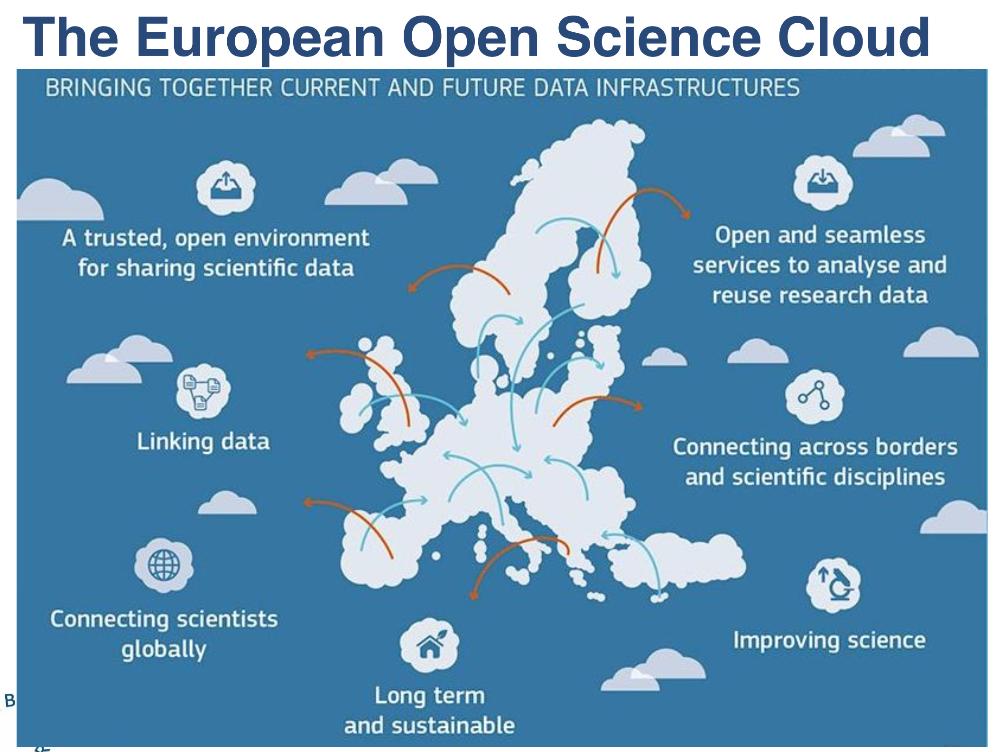 The European Open Science Cloud
BRINGING TOGETHER CURRENT AND FUTURE DATA INFRASTRUCTURES
A trusted, open environment
for sharing scientific data
Open and seamless
services to analyse and
reuse research data
Linking data
Connecting across borders
and scientific disciplines
Connecting scientists
globally
Improving science
Long term
and sustainable
B